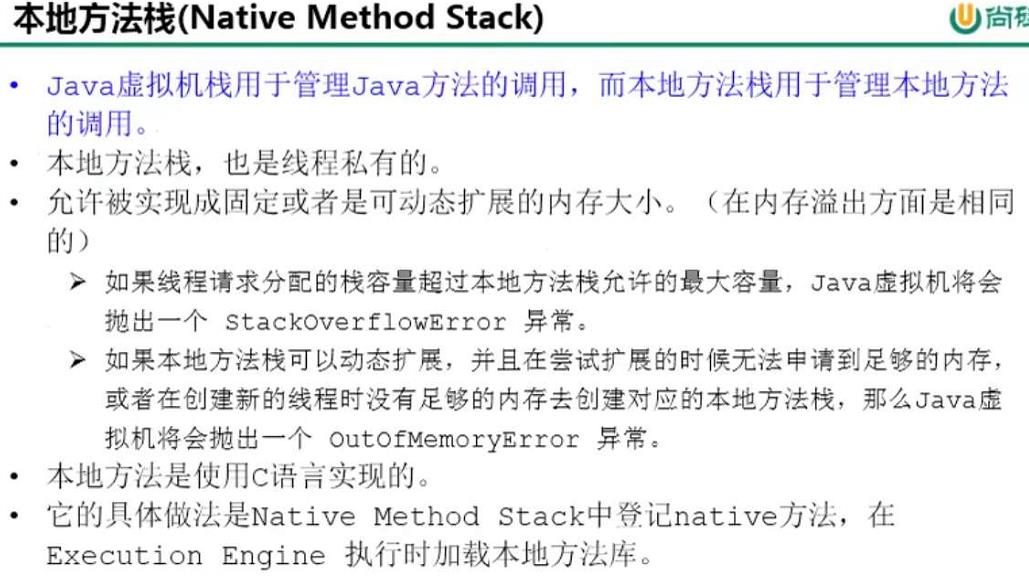 本地方法栈(Native Method Stack)
尚硅
• Java虚拟机栈用于管理Java方法的调用，而本地方法栈用于管理本地方法
的调用。
• 本地方法栈，也是线程私有的。
• 允许被实现成固定或者是可动态扩展的内存大小。（在内存溢出方面是相同
的）
➢ 如果线程请求分配的栈容量超过本地方法栈允许的最大容量，Java虚拟机将会
抛出一个 StackOverflowError 异常。
➢ 如果本地方法栈可以动态扩展，并且在尝试扩展的时候无法申请到足够的内存，
或者在创建新的线程时没有足够的内存去创建对应的本地方法栈，那么Java虚
拟机将会抛出一个 OutOfMemoryError 异常。
• 本地方法是使用C语言实现的。
• 它的具体做法是Native Method Stack中登记native方法，在
Execution Engine 执行时加载本地方法库。